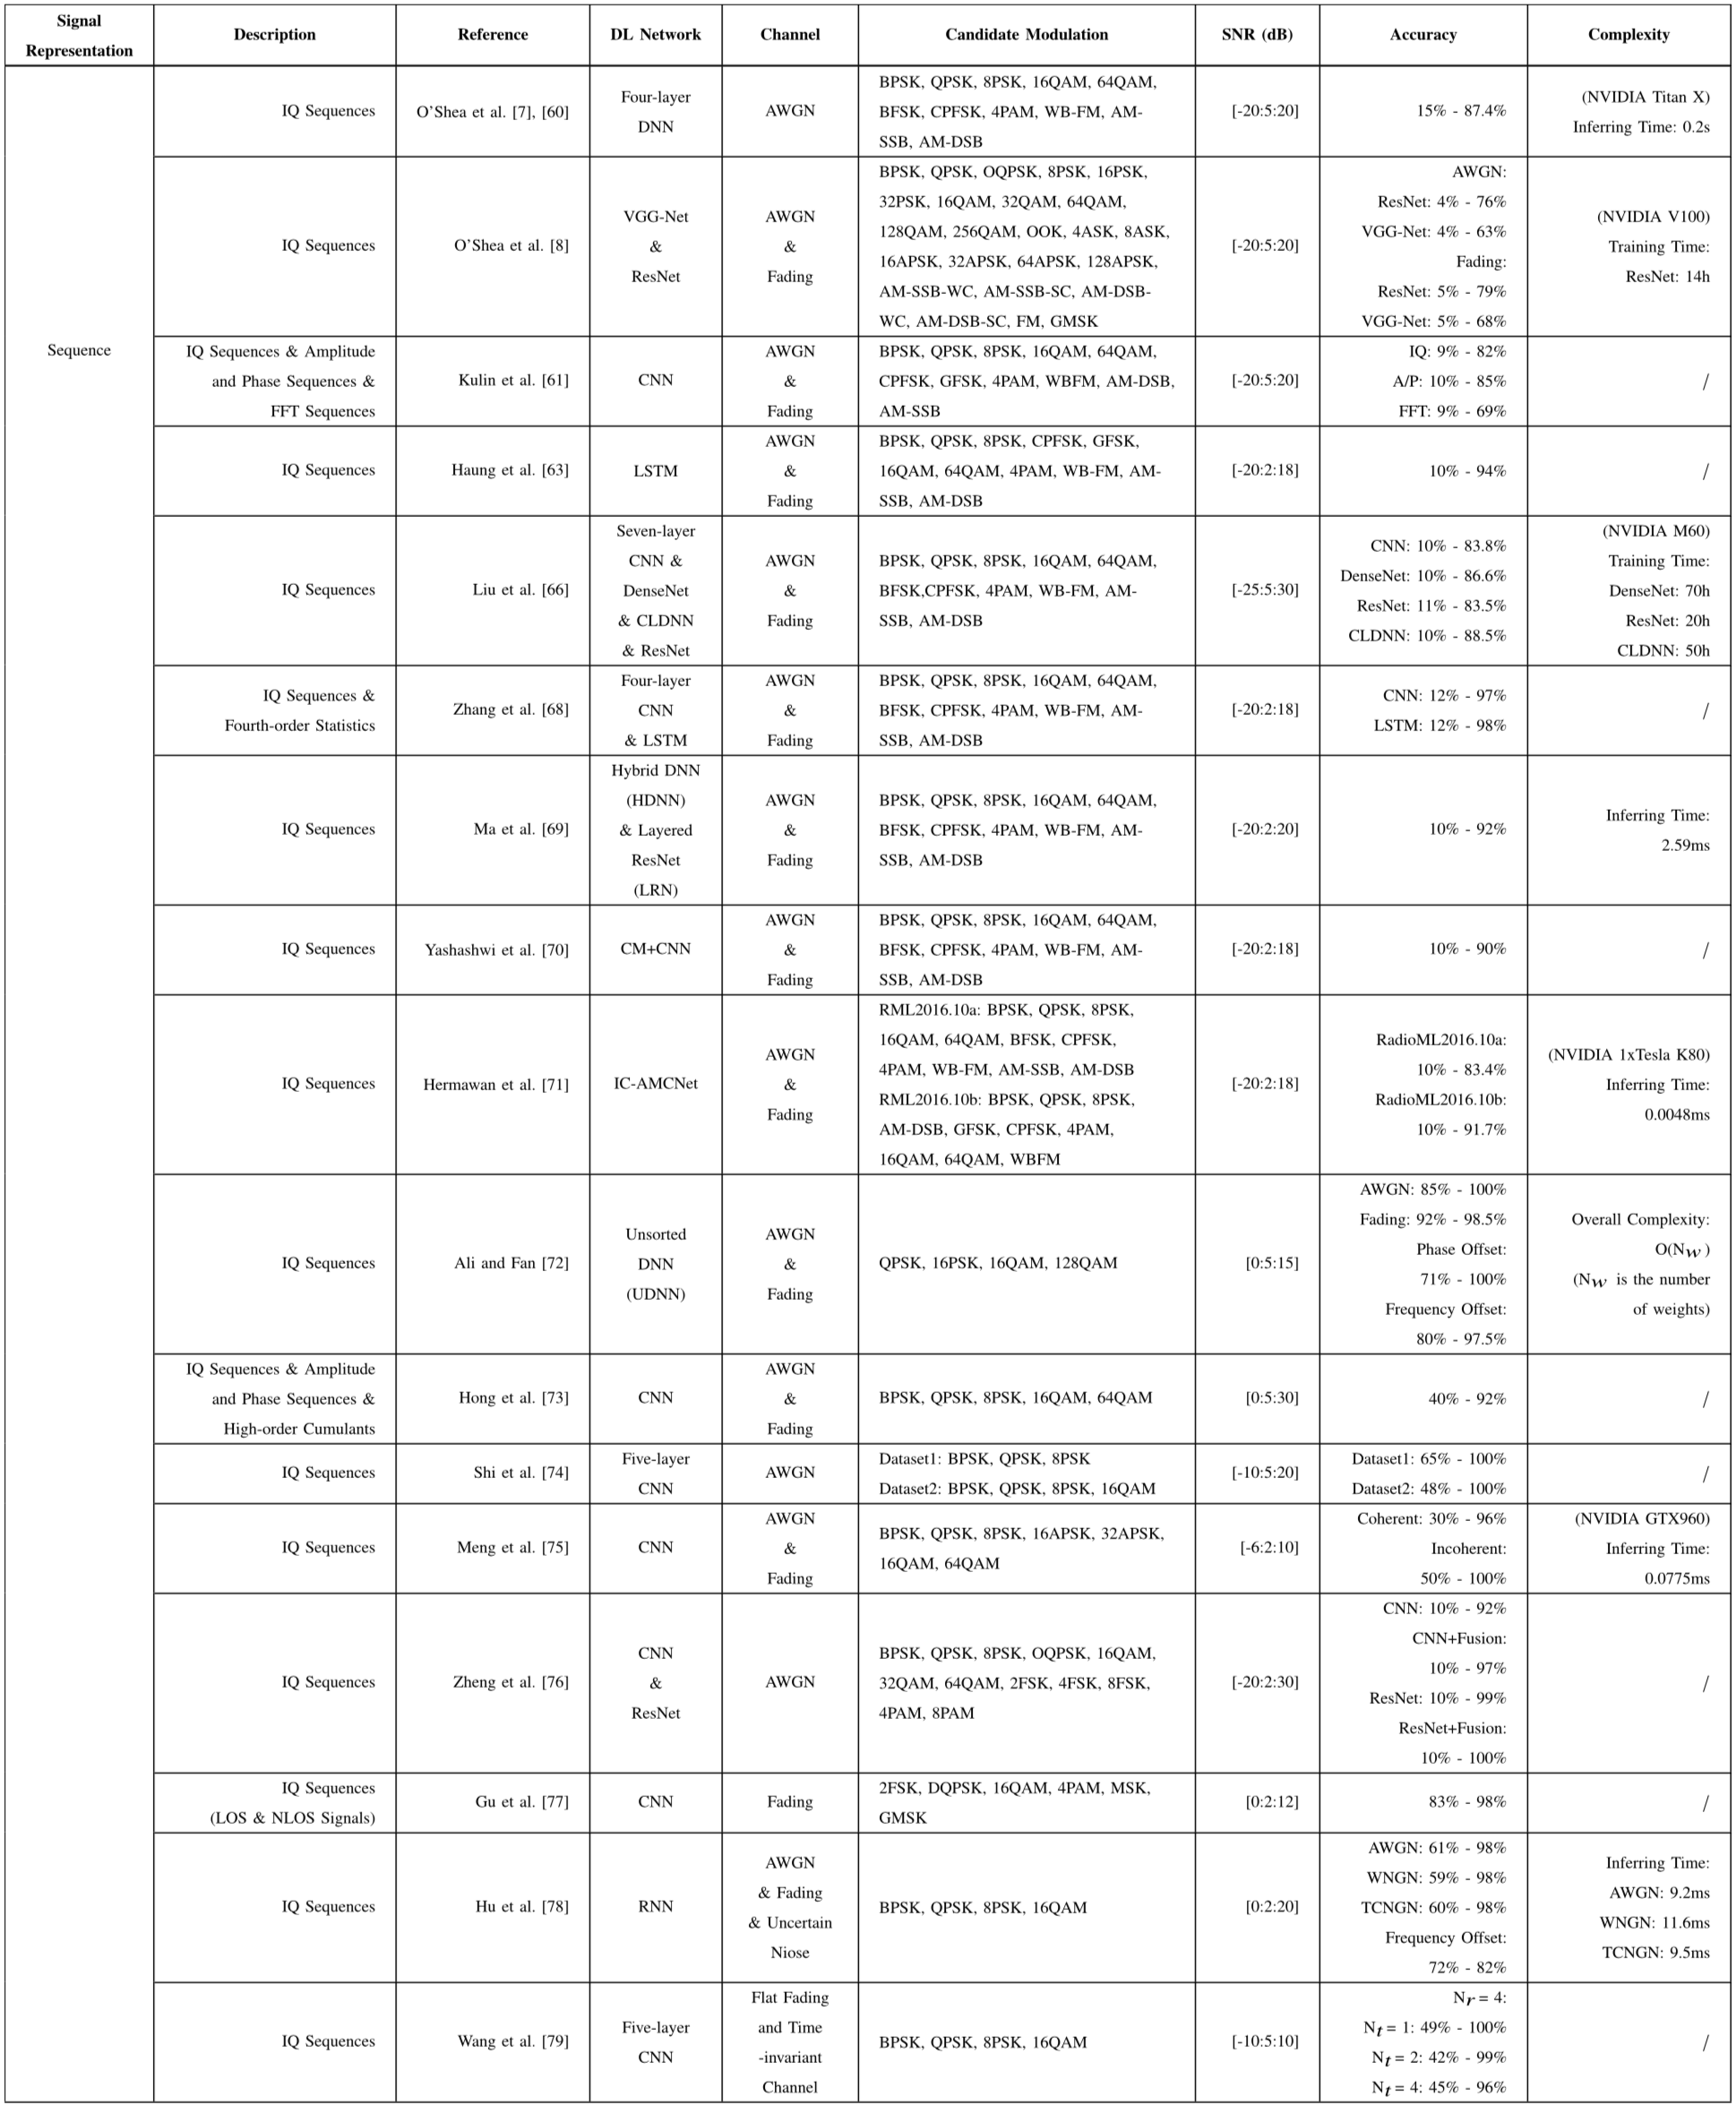 Signal
Representation
Description
Reference
DL Network
Channel
Candidate Modulation
SNR (dB)
Accuracy
Complexity
Sequence
IQ Sequences
O'Shea et al. [7], [60]
Four-layer
DNN
AWGN
BPSK, QPSK, 8PSK, 16QAM, 64QAM,
BFSK, CPFSK, 4PAM, WB-FM, AM-
SSB, AM-DSB
[-20:5:20]
15% - 87.4%
(NVIDIA Titan X)
Inferring Time: 0.2s
IQ Sequences
O'Shea et al. [8]
VGG-Net
&
ResNet
AWGN
&
Fading
BPSK, QPSK, OQPSK, 8PSK, 16PSK,
32PSK, 16QAM, 32QAM, 64QAM,
128QAM, 256QAM, OOK, 4ASK, 8ASK,
16APSK, 32APSK, 64APSK, 128APSK,
AM-SSB-WC, AM-SSB-SC, AM-DSB-
WC, AM-DSB-SC, FM, GMSK
[-20:5:20]
AWGN:
ResNet: 4% - 76%
VGG-Net: 4% - 63%
Fading:
ResNet: 5% - 79%
VGG-Net: 5% - 68%
(NVIDIA V100)
Training Time:
ResNet: 14h
IQ Sequences & Amplitude
and Phase Sequences &
FFT Sequences
Kulin et al. [61]
CNN
AWGN
&
Fading
BPSK, QPSK, 8PSK, 16QAM, 64QAM,
CPFSK, GFSK, 4PAM, WBFM, AM-DSB,
AM-SSB
[-20:5:20]
IQ: 9% - 82%
A/P: 10% - 85%
FFT: 9% - 69%
/
IQ Sequences
Haung et al. [63]
LSTM
AWGN
&
Fading
BPSK, QPSK, 8PSK, CPFSK, GFSK,
16QAM, 64QAM, 4PAM, WB-FM, AM-
SSB, AM-DSB
[-20:2:18]
10% - 94%
/
IQ Sequences
Liu et al. [66]
Seven-layer
CNN &
DenseNet
& CLDNN
& ResNet
AWGN
&
Fading
BPSK, QPSK, 8PSK, 16QAM, 64QAM,
BFSK,CPFSK, 4PAM, WB-FM, AM-
SSB, AM-DSB
[-25:5:30]
CNN: 10% - 83.8%
DenseNet: 10% - 86.6%
ResNet: 11% - 83.5%
CLDNN: 10% - 88.5%
(NVIDIA M60)
Training Time:
DenseNet: 70h
ResNet: 20h
CLDNN: 50h
IQ Sequences &
Fourth-order Statistics
Zhang et al. [68]
Four-layer
CNN
& LSTM
AWGN
&
Fading
BPSK, QPSK, 8PSK, 16QAM, 64QAM,
BFSK, CPFSK, 4PAM, WB-FM, AM-
SSB, AM-DSB
[-20:2:18]
CNN: 12% - 97%
LSTM: 12% - 98%
/
IQ Sequences
Ma et al. [69]
Hybrid DNN
(HDNN)
& Layered
ResNet
(LRN)
AWGN
&
Fading
BPSK, QPSK, 8PSK, 16QAM, 64QAM,
BFSK, CPFSK, 4PAM, WB-FM, AM-
SSB, AM-DSB
[-20:2:20]
10% - 92%
Inferring Time:
2.59ms
IQ Sequences
Yashashwi et al. [70]
CM+CNN
AWGN
&
Fading
BPSK, QPSK, 8PSK, 16QAM, 64QAM,
BFSK, CPFSK, 4PAM, WB-FM, AM-
SSB, AM-DSB
[-20:2:18]
10% - 90%
/
IQ Sequences
Hermawan et al. [71]
IC-AMCNet
AWGN
&
Fading
RML2016.10a: BPSK, QPSK, 8PSK,
16QAM, 64QAM, BFSK, CPFSK,
4PAM, WB-FM, AM-SSB, AM-DSB
RML2016.10b: BPSK, QPSK, 8PSK,
AM-DSB, GFSK, CPFSK, 4PAM,
16QAM, 64QAM, WBFM
[-20:2:18]
RadioML2016.10a:
10% - 83.4%
RadioML2016.10b:
10% - 91.7%
(NVIDIA 1xTesla K80)
Inferring Time:
0.0048ms
IQ Sequences
Ali and Fan [72]
Unsorted
DNN
(UDNN)
AWGN
&
Fading
QPSK, 16PSK, 16QAM, 128QAM
[0:5:15]
AWGN: 85% - 100%
Fading: 92% - 98.5%
Phase Offset:
71% - 100%
Frequency Offset:
80% - 97.5%
Overall Complexity:
O(Nw)
(Nw is the number
of weights)
IQ Sequences & Amplitude
and Phase Sequences &
High-order Cumulants
Hong et al. [73]
CNN
AWGN
&
Fading
BPSK, QPSK, 8PSK, 16QAM, 64QAM
[0:5:30]
40% - 92%
/
IQ Sequences
Shi et al. [74]
Five-layer
CNN
AWGN
Dataset1: BPSK, QPSK, 8PSK
Dataset2: BPSK, QPSK, 8PSK, 16QAM
[-10:5:20]
Dataset1: 65% - 100%
Dataset2: 48% - 100%
/
IQ Sequences
Meng et al. [75]
CNN
AWGN
&
Fading
BPSK, QPSK, 8PSK, 16APSK, 32APSK,
16QAM, 64QAM
[-6:2:10]
Coherent: 30% - 96%
Incoherent:
50% - 100%
(NVIDIA GTX960)
Inferring Time:
0.0775ms
IQ Sequences
Zheng et al. [76]
CNN
&
ResNet
AWGN
BPSK, QPSK, 8PSK, OQPSK, 16QAM,
32QAM, 64QAM, 2FSK, 4FSK, 8FSK,
4PAM, 8PAM
[-20:2:30]
CNN: 10% - 92%
CNN+Fusion:
10% - 97%
ResNet: 10% - 99%
ResNet+Fusion:
10% - 100%
/
IQ Sequences
(LOS & NLOS Signals)
Gu et al. [77]
CNN
Fading
2FSK, DQPSK, 16QAM, 4PAM, MSK,
GMSK
[0:2:12]
83% - 98%
/
IQ Sequences
Hu et al. [78]
RNN
AWGN
& Fading
& Uncertain
Niose
BPSK, QPSK, 8PSK, 16QAM
[0:2:20]
AWGN: 61% - 98%
WNGN: 59% - 98%
TCNGN: 60% - 98%
Frequency Offset:
72% - 82%
Inferring Time:
AWGN: 9.2ms
WNGN: 11.6ms
TCNGN: 9.5ms
IQ Sequences
Wang et al. [79]
Five-layer
CNN
Flat Fading
and Time
-invariant
Channel
BPSK, QPSK, 8PSK, 16QAM
[-10:5:10]
Nr = 4:
Nt = 1: 49% - 100%
Nt = 2: 42% - 99%
Nt = 4: 45% - 96%
/